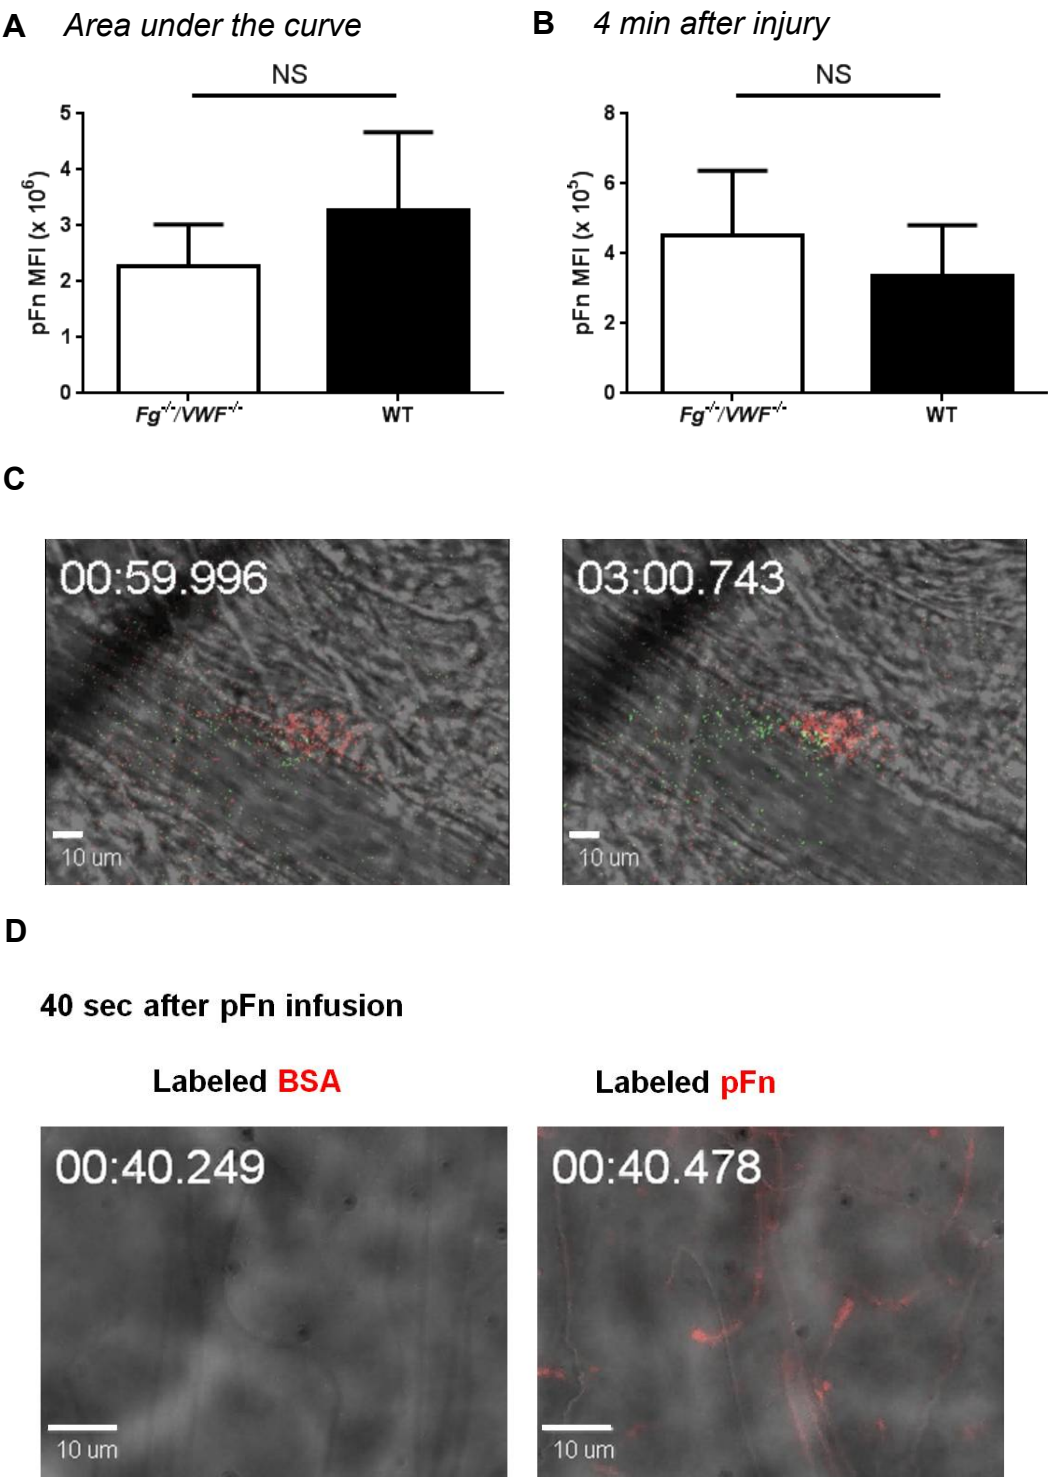 A Area under the curve
B 4 min after injury
NS
NS
5
4
3
2
1
0
pFn MFI (x 10⁶)
Fg⁻/⁻/VWF⁻/⁻
WT
8
6
4
2
0
pFn MFI (x 10⁵)
Fg⁻/⁻/VWF⁻/⁻
WT
C
00:59.996
10 um
03:00.743
10 um
D
40 sec after pFn infusion
Labeled BSA
Labeled pFn
00:40.249
10 um
00:40.478
10 um